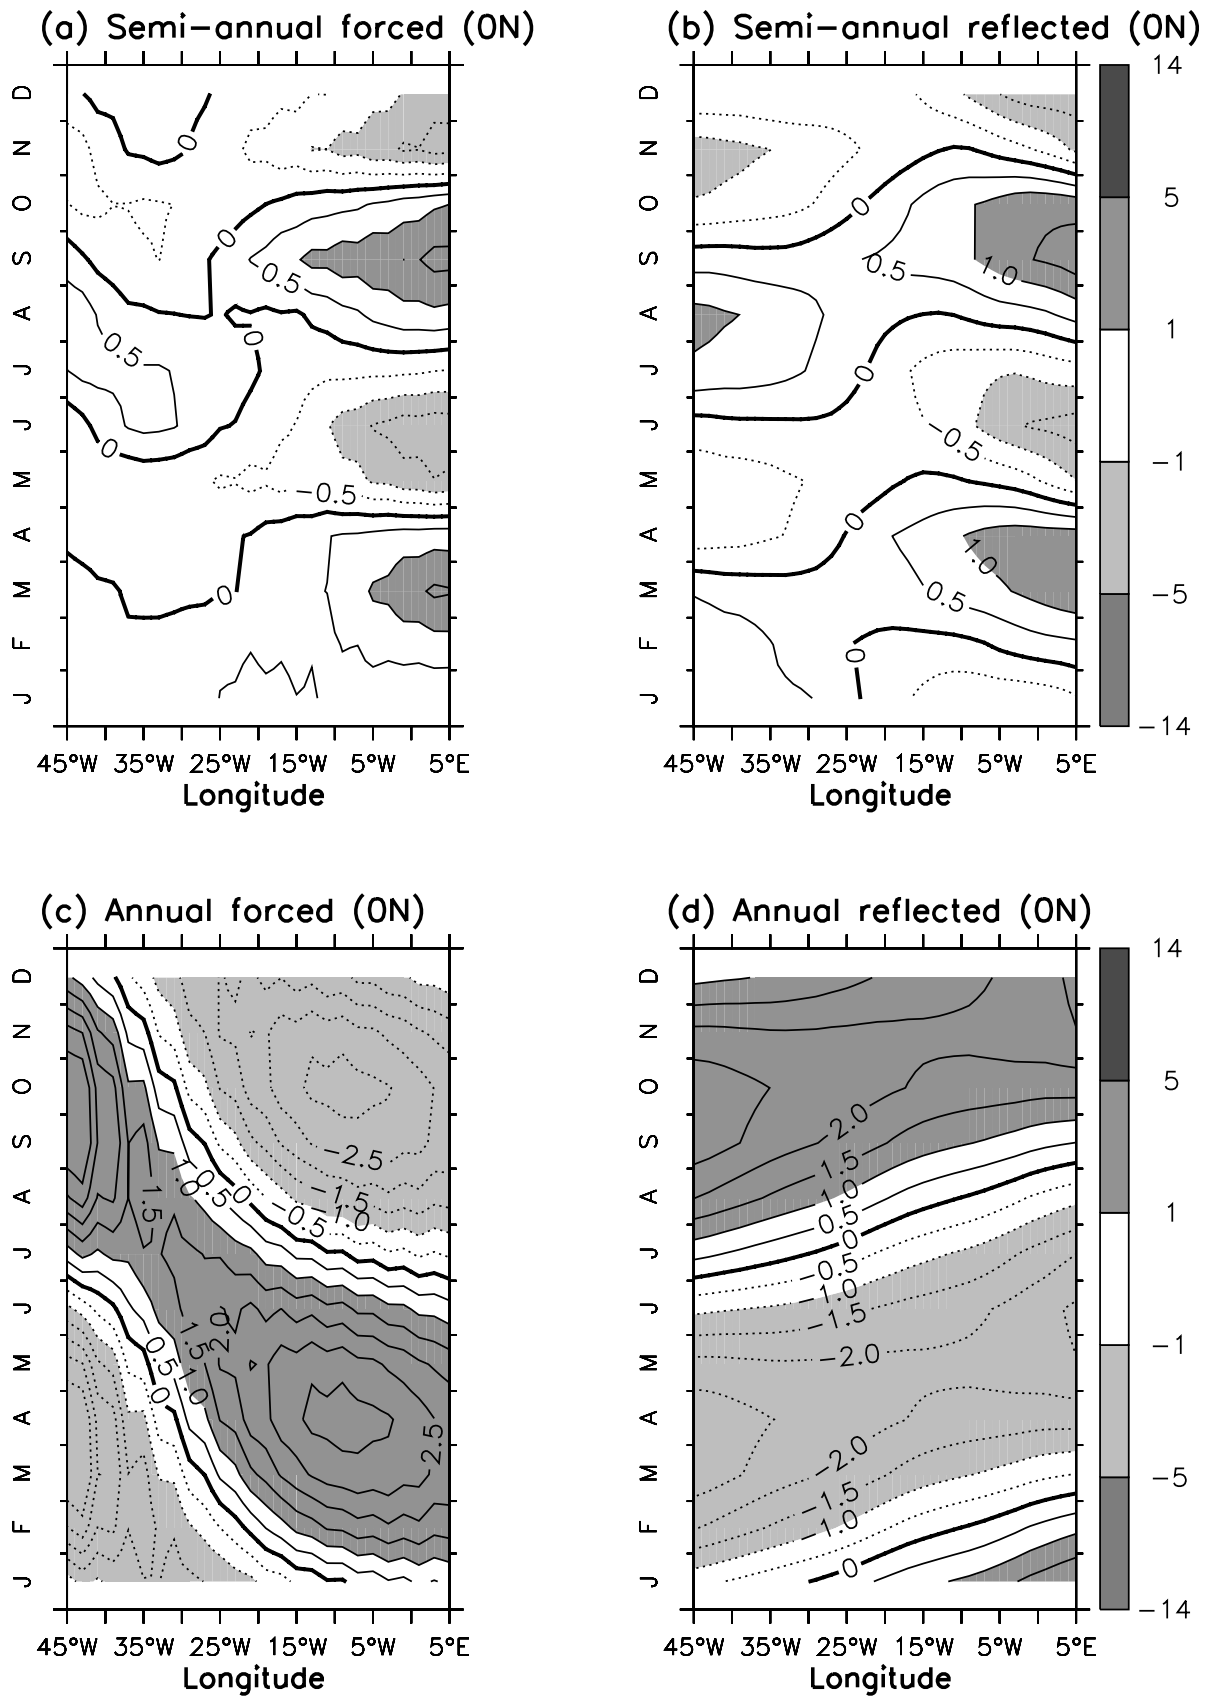 (a) Semi-annual forced (0N)
(b) Semi-annual reflected (0N)
D
N
O
S
A
J
J
M
A
M
F
J
0
0
0.5
0.5
0
0
-0.5
0
45°W 35°W 25°W 15°W 5°W 5°E
Longitude
D
N
O
S
A
J
J
M
A
M
F
J
0
0.5
1.0
0
-0.5
0
1.0
0.5
0
45°W 35°W 25°W 15°W 5°W 5°E
Longitude
14
5
1
-1
-5
-14
(c) Annual forced (0N)
(d) Annual reflected (0N)
D
N
O
S
A
J
J
M
A
M
F
J
-2.5
-1.5
-1.0
-0.5
0
0.5
1.0
1.5
2.0
1.5
0.5
1.0
0
2.5
45°W 35°W 25°W 15°W 5°W 5°E
Longitude
D
N
O
S
A
J
J
M
A
M
F
J
2.0
1.5
1.0
0.5
0
-0.5
-1.0
-1.5
-2.0
-2.0
-1.5
-1.0
0
45°W 35°W 25°W 15°W 5°W 5°E
Longitude
14
5
1
-1
-5
-14